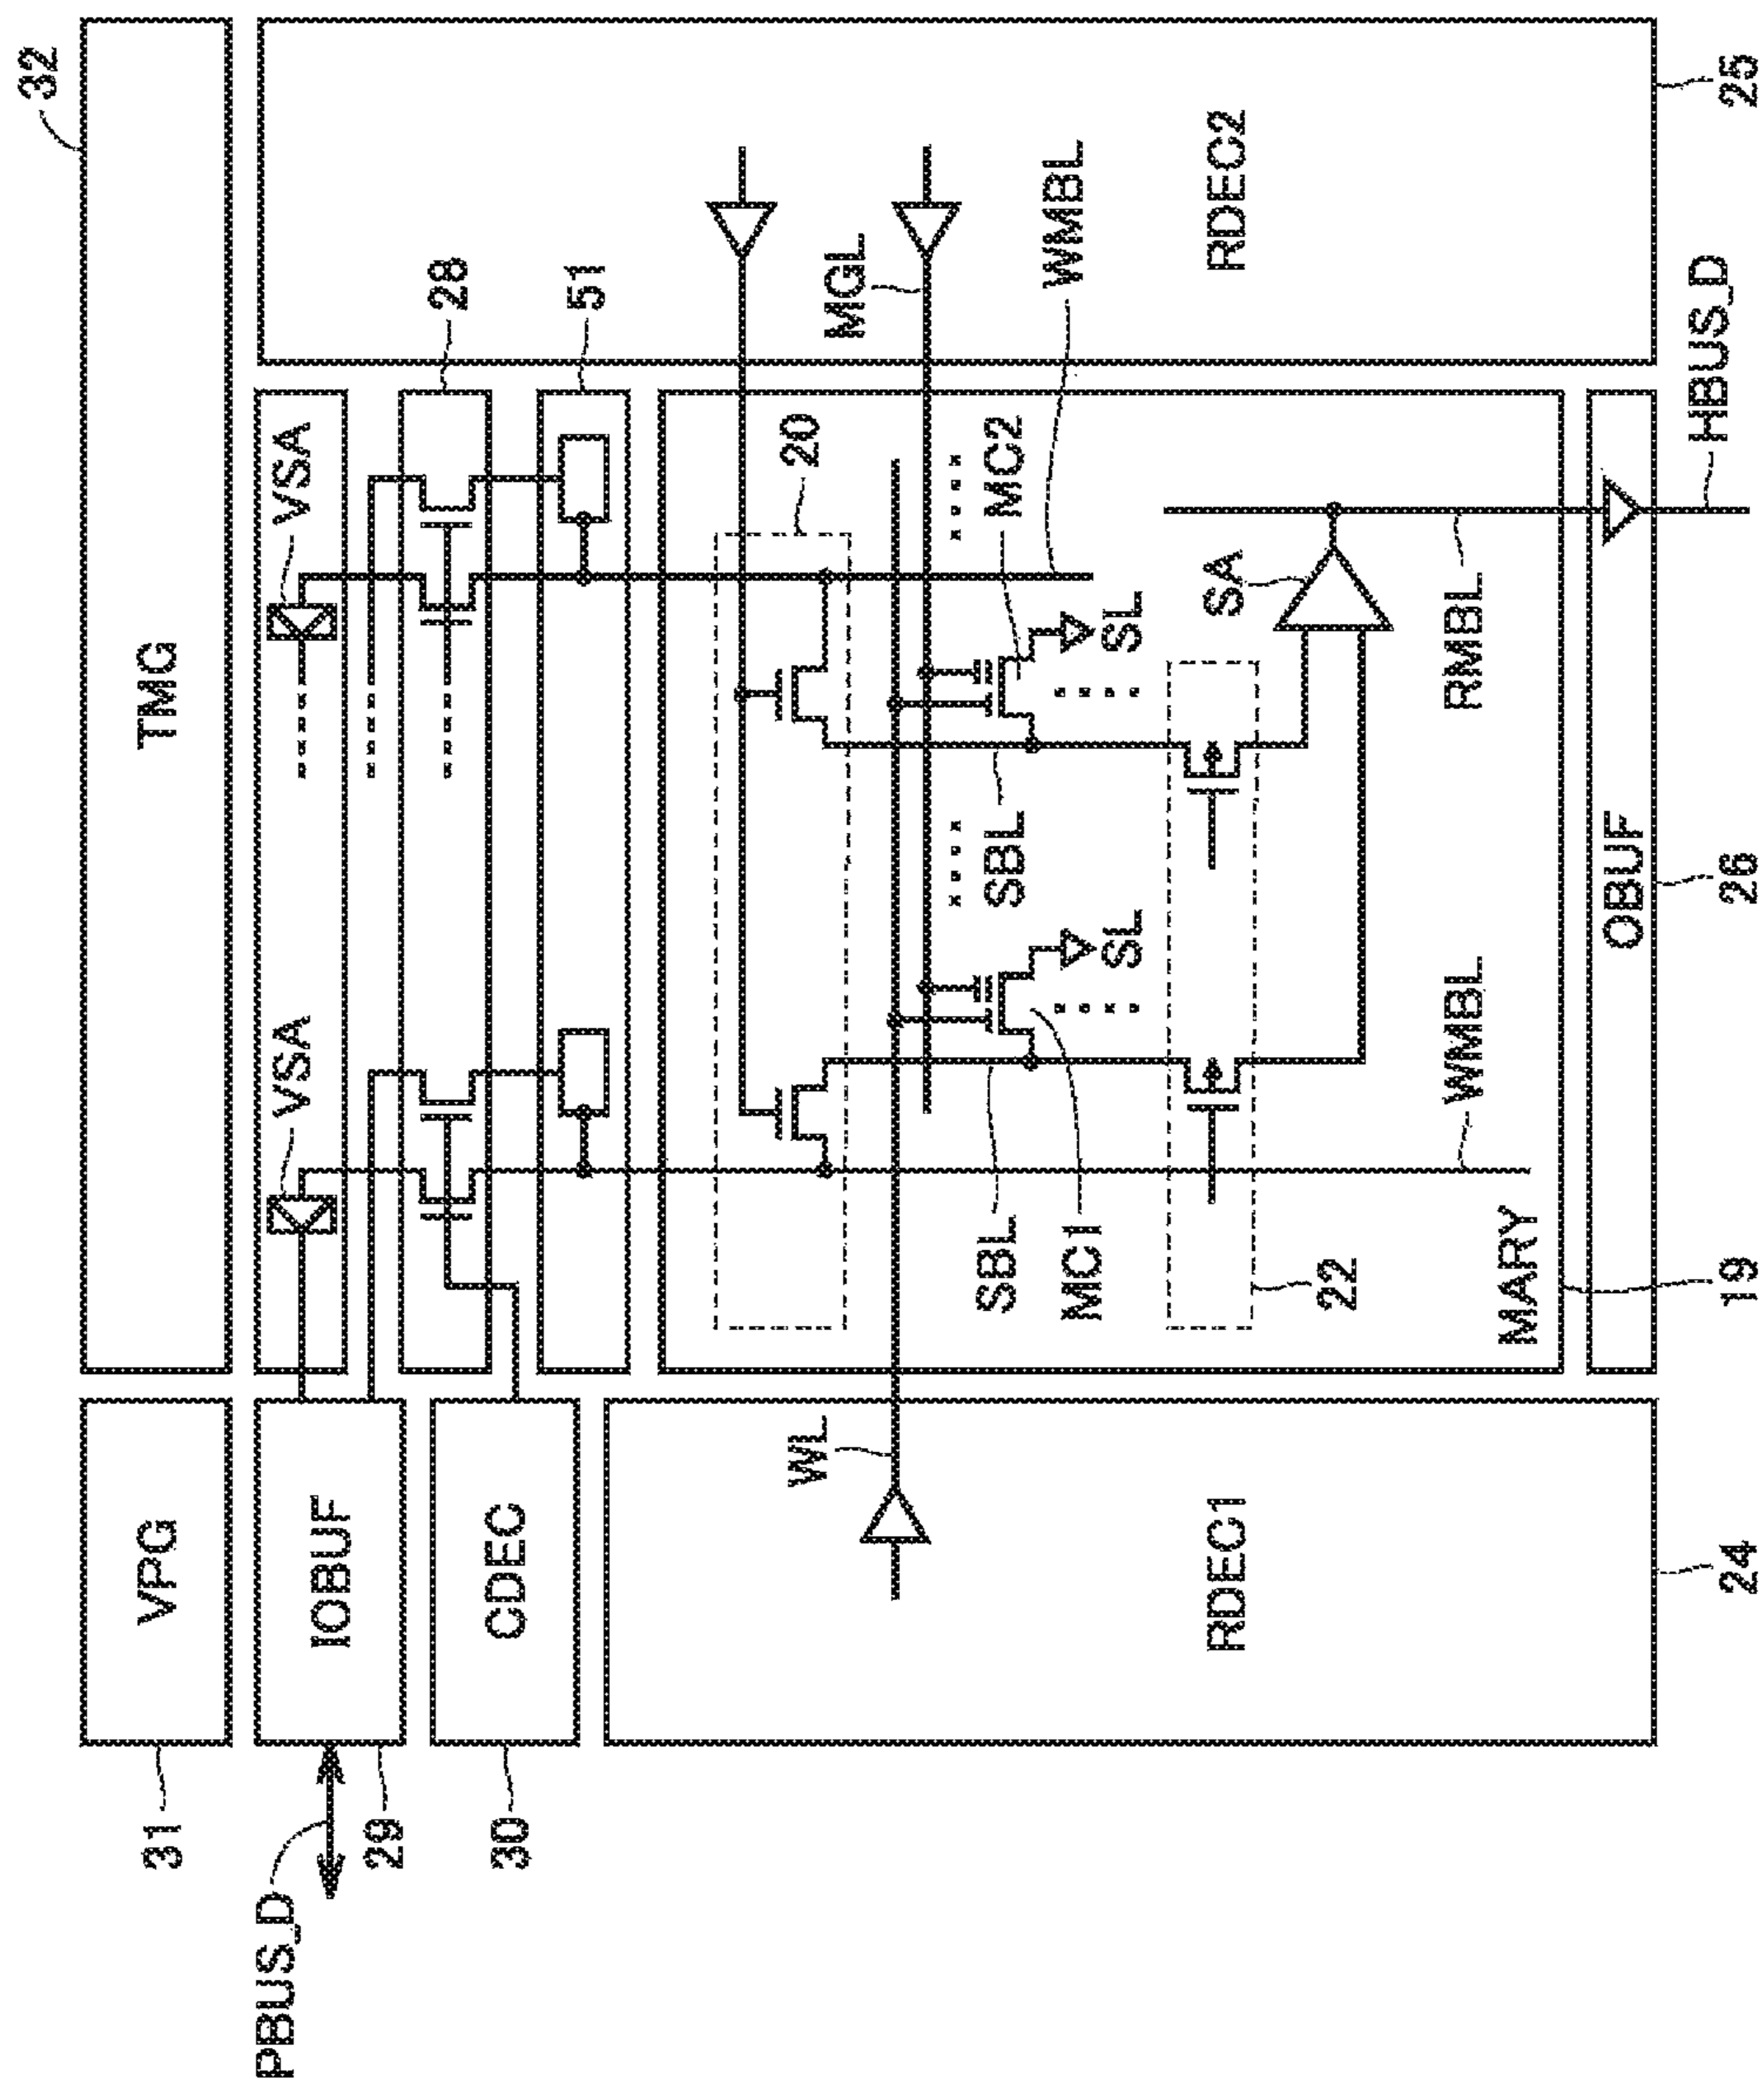 32
TMG
VPG
31
VSA
VSA
28
51
IOBUF
29
PBUS_D
CDEC
30
20
MGL
WMBL
RDEC2
25
WL
RDEC1
24
MC2
SL
SBL
SL
SBL
MC1
22
SA
RMBL
WMBL
MARY
19
OBUF
26
HBUS_D